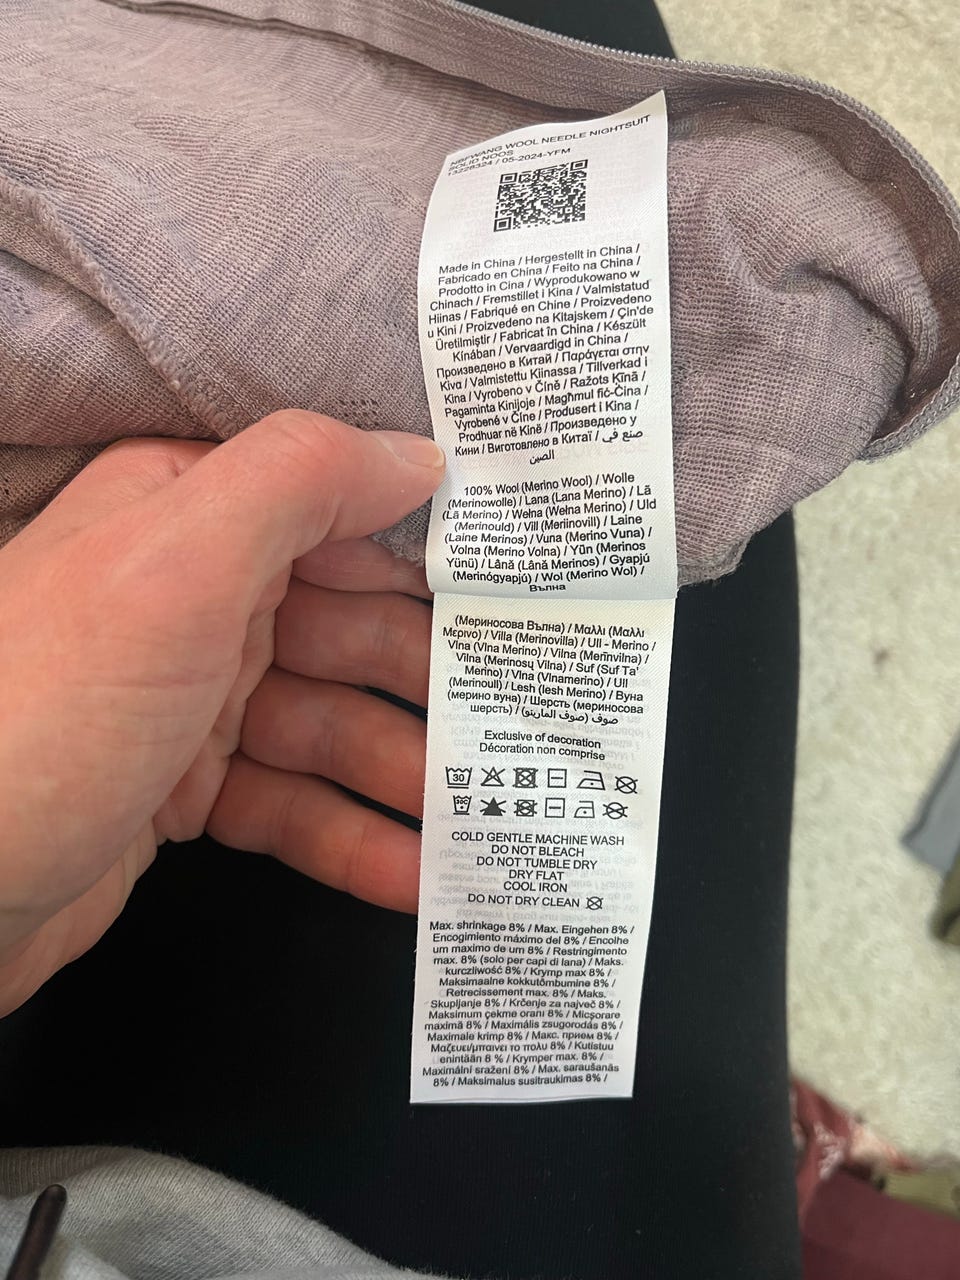 NBFWANG WOOL NEEDLE NIGHTSUIT
SOLID NOOS
13228324 / 05-2024-YFM
Made in China / Hergestellt in China /
Fabricado en China / Feito na China /
Prodotto in Cina / Wyprodukowano w
Chinach / Fremstillet i Kina / Valmistatud
Hiinas / Fabriqué en Chine / Proizvedeno
u Kini / Proizvedeno na Kitajskem / Çin'de
Üretilmiştir / Fabricat în China / Készült
Kínában / Vervaardigd in China /
Произведено в Китай / Παράγεται στην
Κίνα / Valmistettu Kiinassa / Tillverkad i
Kina / Vyrobeno v Číně / Ražots Ķīnā /
Pagaminta Kinijoje / Magħmul fiċ-Ċina /
Vyrobené v Číne / Produsert i Kina /
Prodhuar në Kinë / Произведено у
Кини / Виготовлено в Китаї / صنع في
الصين
100% Wool (Merino Wool) / Wolle
(Merinowolle) / Lana (Lana Merino) / Lã
(Lã Merino) / Wełna (Wełna Merino) / Uld
(Merinould) / Vill (Meriinovill) / Laine
(Laine Merinos) / Vuna (Merino Vuna) /
Volna (Merino Volna) / Yün (Merinos
Yünü) / Lână (Lână Merinos) / Gyapjú
(Merinógyapjú) / Wol (Merino Wol) /
Вълна
(Мериносова Вълна) / Μαλλι (Μαλλι
Μερινο) / Villa (Merinovilla) / Ull - Merino /
Vlna (Vlna Merino) / Vilna (Merīnvilna) /
Vilna (Merinosų Vilna) / Suf (Suf Ta'
Merino) / Vlna (Vlnamerino) / Ull
(Merinoull) / Lesh (lesh Merino) / Вуна
(мерино вуна) / Шерсть (мериносова
шерсть) / صوف (صوف المارينو)
Exclusive of decoration
Décoration non comprise
30
30C
COLD GENTLE MACHINE WASH
DO NOT BLEACH
DO NOT TUMBLE DRY
DRY FLAT
COOL IRON
DO NOT DRY CLEAN
Max. shrinkage 8% / Max. Eingehen 8% /
Encogimiento máximo del 8% / Encolhe
um maximo de um 8% / Restringimento
max. 8% (solo per capi di lana) / Maks.
kurczliwość 8% / Krymp max 8% /
Maksimaalne kokkutõmbumine 8% /
Retrecissement max. 8% / Maks.
Skupljanje 8% / Krčenje za največ 8% /
Maksimum çekme oranı 8% / Micşorare
maximă 8% / Maximális zsugorodás 8% /
Maximale krimp 8% / Макс. прием 8% /
Μαζευει/μπαινει το πολυ 8% / Kutistuu
enintään 8 % / Krymper max. 8% /
Maximální sražení 8% / Max. saraušanās
8% / Maksimalus susitraukimas 8% /